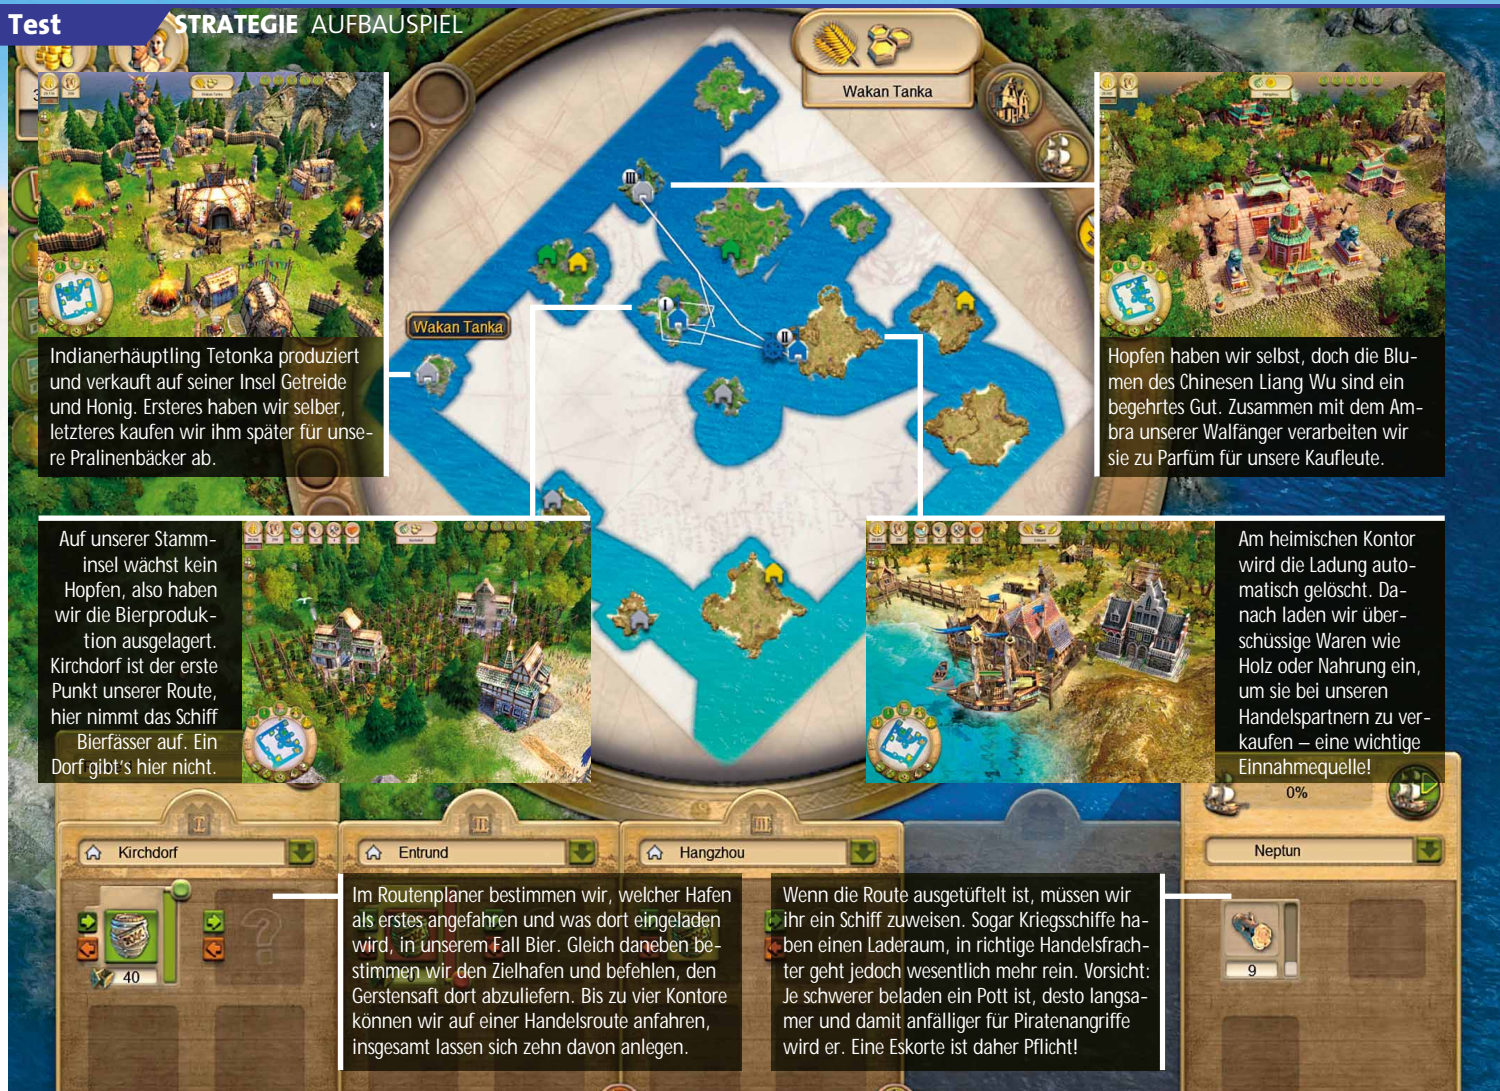 Test
STRATEGIE AUFBAUSPIEL
Wakan Tanka
Wakan Tanka
Indianerhäuptling Tetonka produziert
und verkauft auf seiner Insel Getreide
und Honig. Ersteres haben wir selber,
letzteres kaufen wir ihm später für unse-
re Pralinenbäcker ab.
Hopfen haben wir selbst, doch die Blu-
men des Chinesen Liang Wu sind ein
begehrtes Gut. Zusammen mit dem Am-
bra unserer Walfänger verarbeiten wir
sie zu Parfüm für unsere Kaufleute.
III
I
II
Auf unserer Stamm-
insel wächst kein
Hopfen, also haben
wir die Bierproduk-
tion ausgelagert.
Kirchdorf ist der erste
Punkt unserer Route,
hier nimmt das Schiff
Bierfässer auf. Ein
Dorf gibt's hier nicht.
Am heimischen Kontor
wird die Ladung auto-
matisch gelöscht. Da-
nach laden wir über-
schüssige Waren wie
Holz oder Nahrung ein,
um sie bei unseren
Handelspartnern zu ver-
kaufen – eine wichtige
Einnahmequelle!
0%
I
II
III
Kirchdorf
Entrund
Hangzhou
Neptun
40
9
Im Routenplaner bestimmen wir, welcher Hafen
als erstes angefahren und was dort eingeladen
wird, in unserem Fall Bier. Gleich daneben be-
stimmen wir den Zielhafen und befehlen, den
Gerstensaft dort abzuliefern. Bis zu vier Kontore
können wir auf einer Handelsroute anfahren,
insgesamt lassen sich zehn davon anlegen.
Wenn die Route ausgetüftelt ist, müssen wir
ihr ein Schiff zuweisen. Sogar Kriegsschiffe ha-
ben einen Laderaum, in richtige Handelsfrach-
ter geht jedoch wesentlich mehr rein. Vorsicht:
Je schwerer beladen ein Pott ist, desto langsa-
mer und damit anfälliger für Piratenangriffe
wird er. Eine Eskorte ist daher Pflicht!